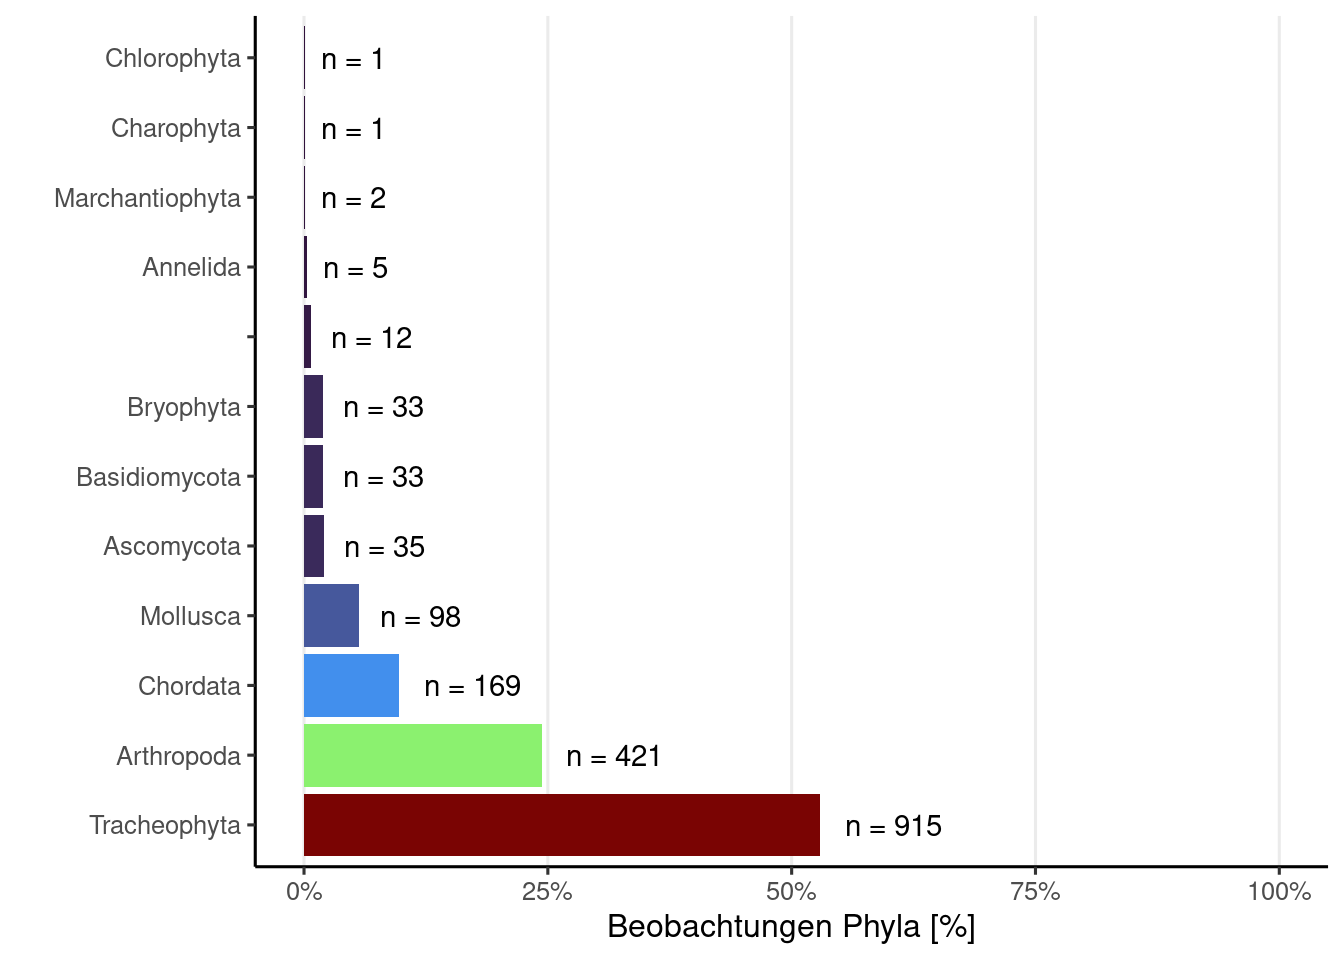 Chlorophyta n = 1
Charophyta n = 1
Marchantiophyta n = 2
Annelida n = 5
n = 12
Bryophyta n = 33
Basidiomycota n = 33
Ascomycota n = 35
Mollusca n = 98
Chordata n = 169
Arthropoda n = 421
Tracheophyta n = 915
0% 25% 50% 75% 100%
Beobachtungen Phyla [%]